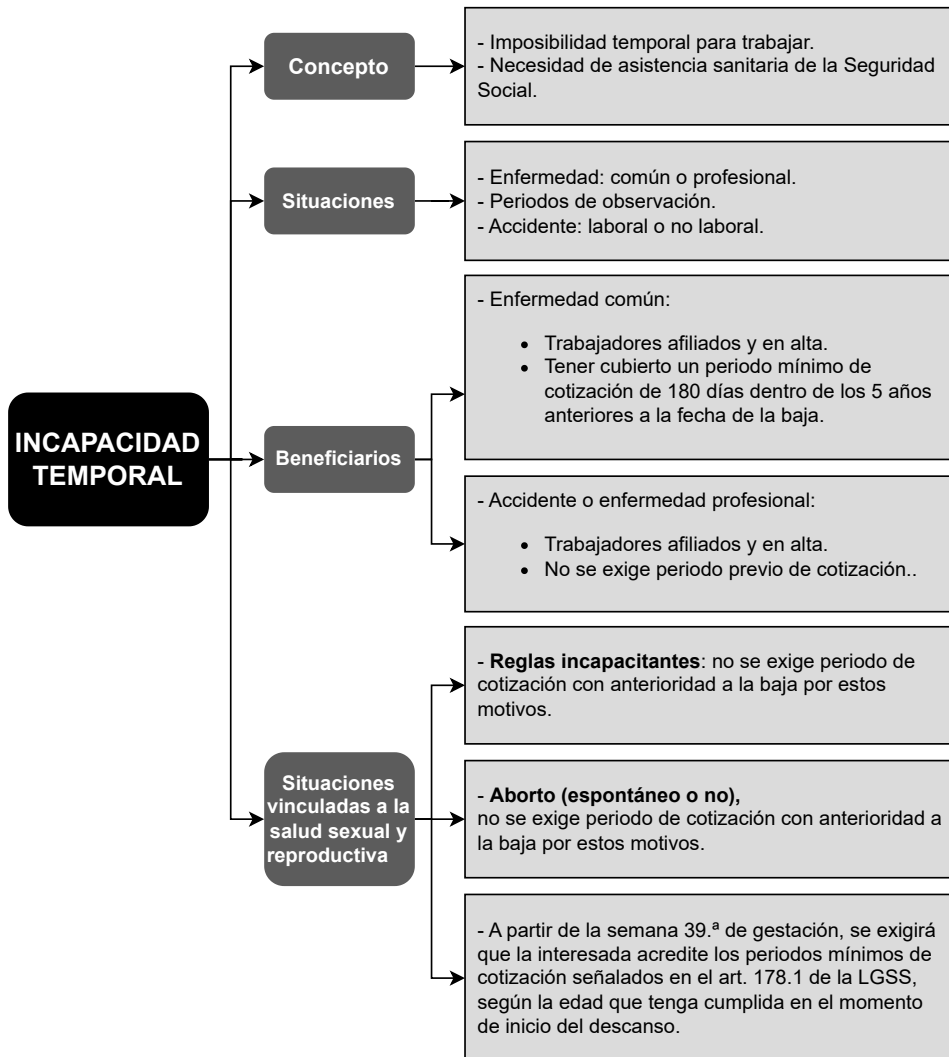 INCAPACIDAD
TEMPORAL
Concepto
- Imposibilidad temporal para trabajar.
- Necesidad de asistencia sanitaria de la Seguridad
Social.
Situaciones
- Enfermedad: común o profesional.
- Periodos de observación.
- Accidente: laboral o no laboral.
Beneficiarios
- Enfermedad común:
• Trabajadores afiliados y en alta.
• Tener cubierto un periodo mínimo de
cotización de 180 días dentro de los 5 años
anteriores a la fecha de la baja.
- Accidente o enfermedad profesional:
• Trabajadores afiliados y en alta.
• No se exige periodo previo de cotización..
Situaciones
vinculadas a la
salud sexual y
reproductiva
- Reglas incapacitantes: no se exige periodo de
cotización con anterioridad a la baja por estos
motivos.
- Aborto (espontáneo o no),
no se exige periodo de cotización con anterioridad a
la baja por estos motivos.
- A partir de la semana 39.ª de gestación, se exigirá
que la interesada acredite los periodos mínimos de
cotización señalados en el art. 178.1 de la LGSS,
según la edad que tenga cumplida en el momento
de inicio del descanso.